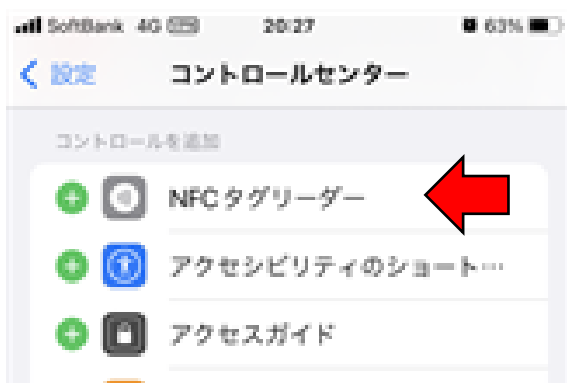 SoftBank 4G 20:27 63%
設定 コントロールセンター
コントロールを追加
NFCタグリーダー
アクセシビリティのショート…
アクセスガイド